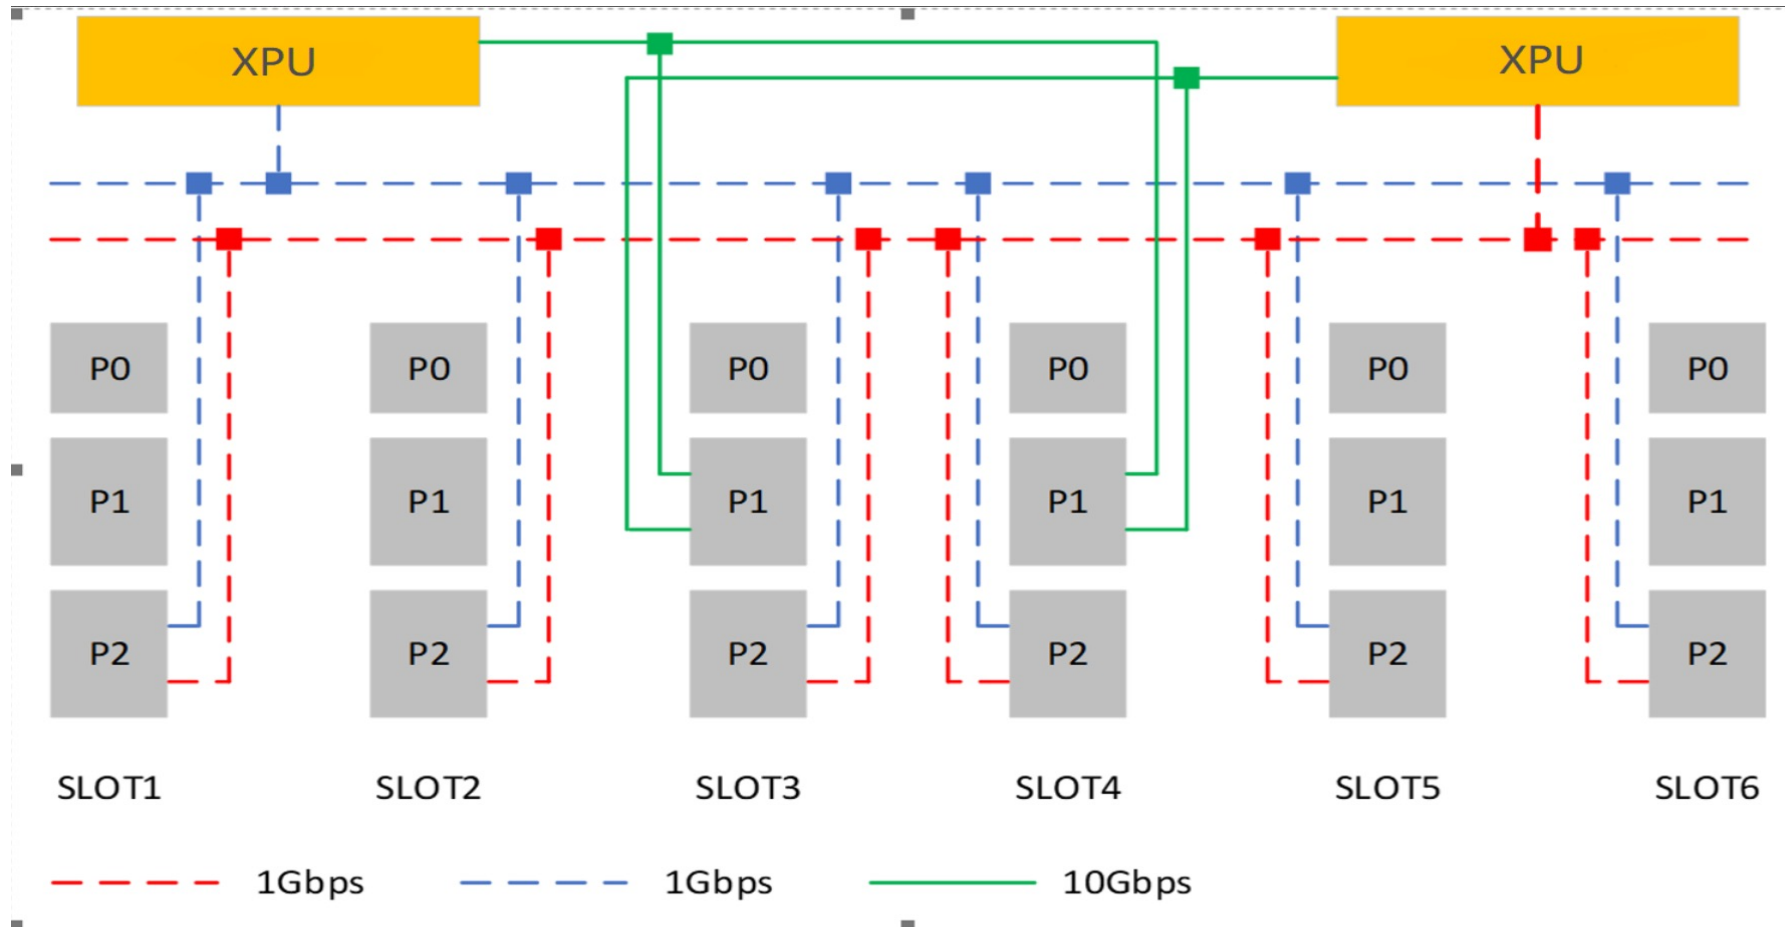 XPU XPU
P0 P0 P0 P0 P0 P0
P1 P1 P1 P1 P1 P1
P2 P2 P2 P2 P2 P2
SLOT1 SLOT2 SLOT3 SLOT4 SLOT5 SLOT6
1Gbps 1Gbps 10Gbps